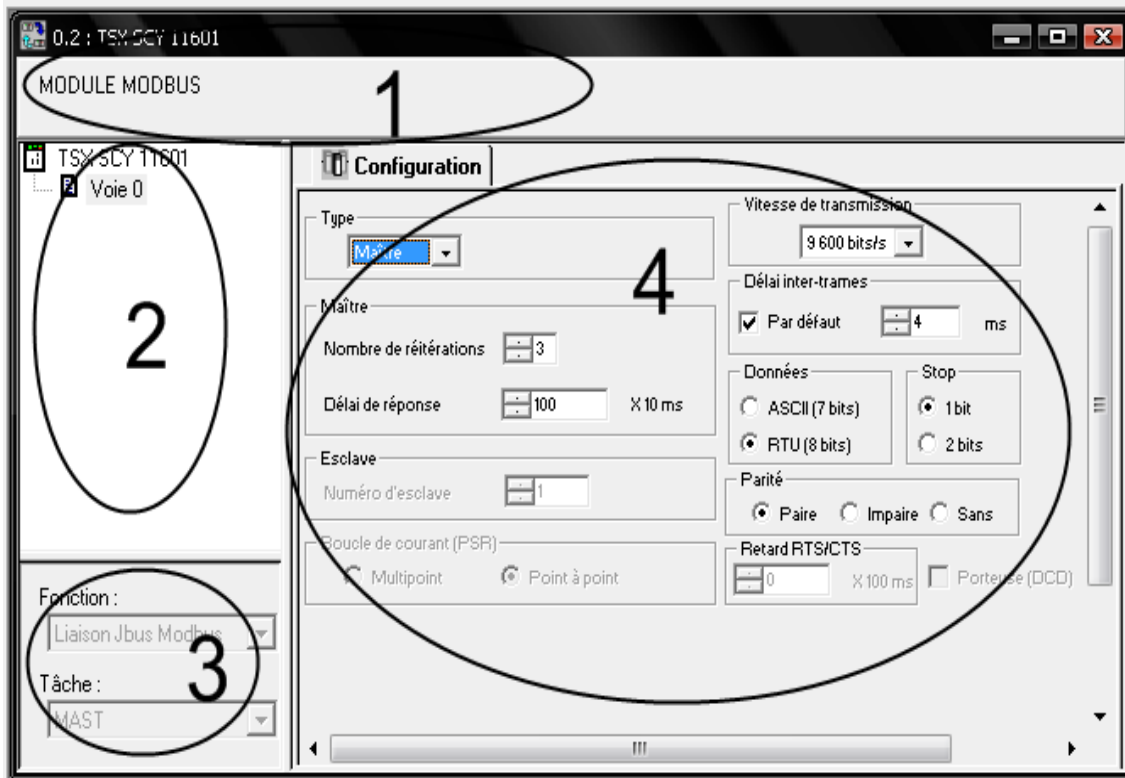 0.2 : TSX SCY 11601
MODULE MODBUS
1
TSX SCY 11601
Voie 0
2
Fonction :
Liaison Jbus Modbus
Tâche :
MAST
3
Configuration
4
Type
Maître
Maître
Nombre de réitérations 3
Délai de réponse 100 X 10 ms
Esclave
Numéro d'esclave 1
Boucle de courant (PSR)
Multipoint Point à point
Vitesse de transmission
9 600 bits/s
Délai inter-trames
Par défaut 4 ms
Données
ASCII (7 bits)
RTU (8 bits)
Stop
1 bit
2 bits
Parité
Paire Impaire Sans
Retard RTS/CTS
0 X 100 ms Porteuse (DCD)